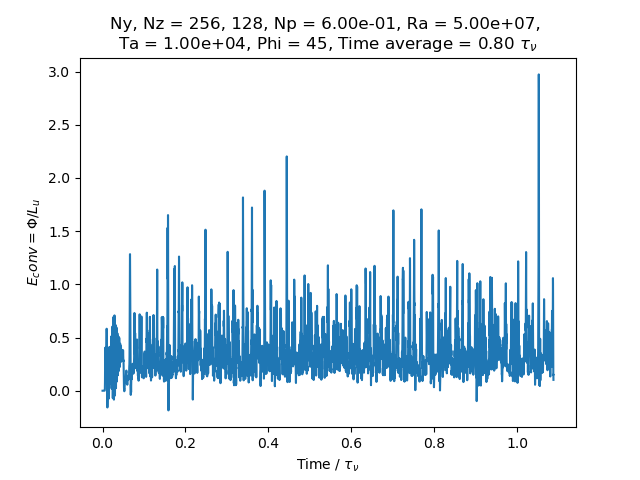 Ny, Nz = 256, 128, Np = 6.00e-01, Ra = 5.00e+07,
Ta = 1.00e+04, Phi = 45, Time average = 0.80 τν
3.0
2.5
2.0
1.5
1.0
0.5
0.0
E_conv = Φ/L_u
0.0 0.2 0.4 0.6 0.8 1.0
Time / τν